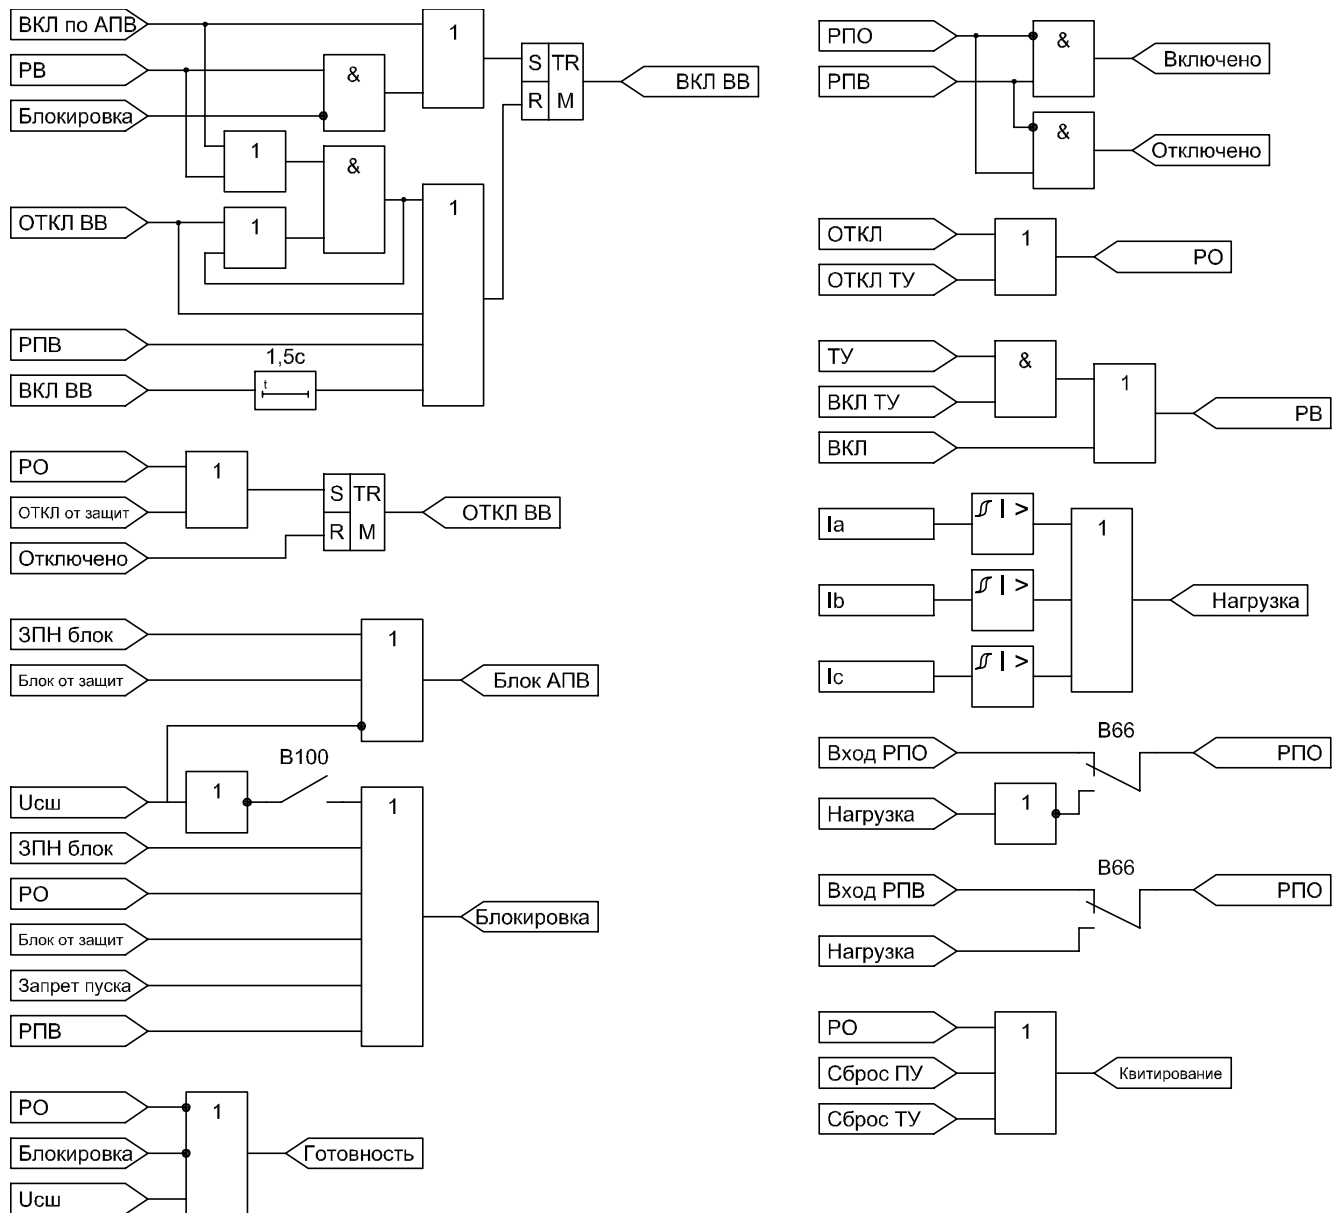 ВКЛ по АПВ
РВ
Блокировка
1
&
1
&
S TR
R M
ВКЛ ВВ
ОТКЛ ВВ
1
1
РПВ
1,5с
ВКЛ ВВ
t
РО
ОТКЛ от защит
Отключено
1
S TR
R M
ОТКЛ ВВ
ЗПН блок
Блок от защит
1
Блок АПВ
Uсш
1
В100
1
ЗПН блок
РО
Блок от защит
Запрет пуска
РПВ
Блокировка
РО
Блокировка
Uсш
1
Готовность
РПО
РПВ
&
Включено
&
Отключено
ОТКЛ
ОТКЛ ТУ
1
РО
ТУ
ВКЛ ТУ
ВКЛ
&
1
РВ
Ia
I >
Ib
I >
Ic
I >
1
Нагрузка
Вход РПО
В66
РПО
Нагрузка
1
Вход РПВ
В66
РПО
Нагрузка
РО
Сброс ПУ
Сброс ТУ
1
Квитирование